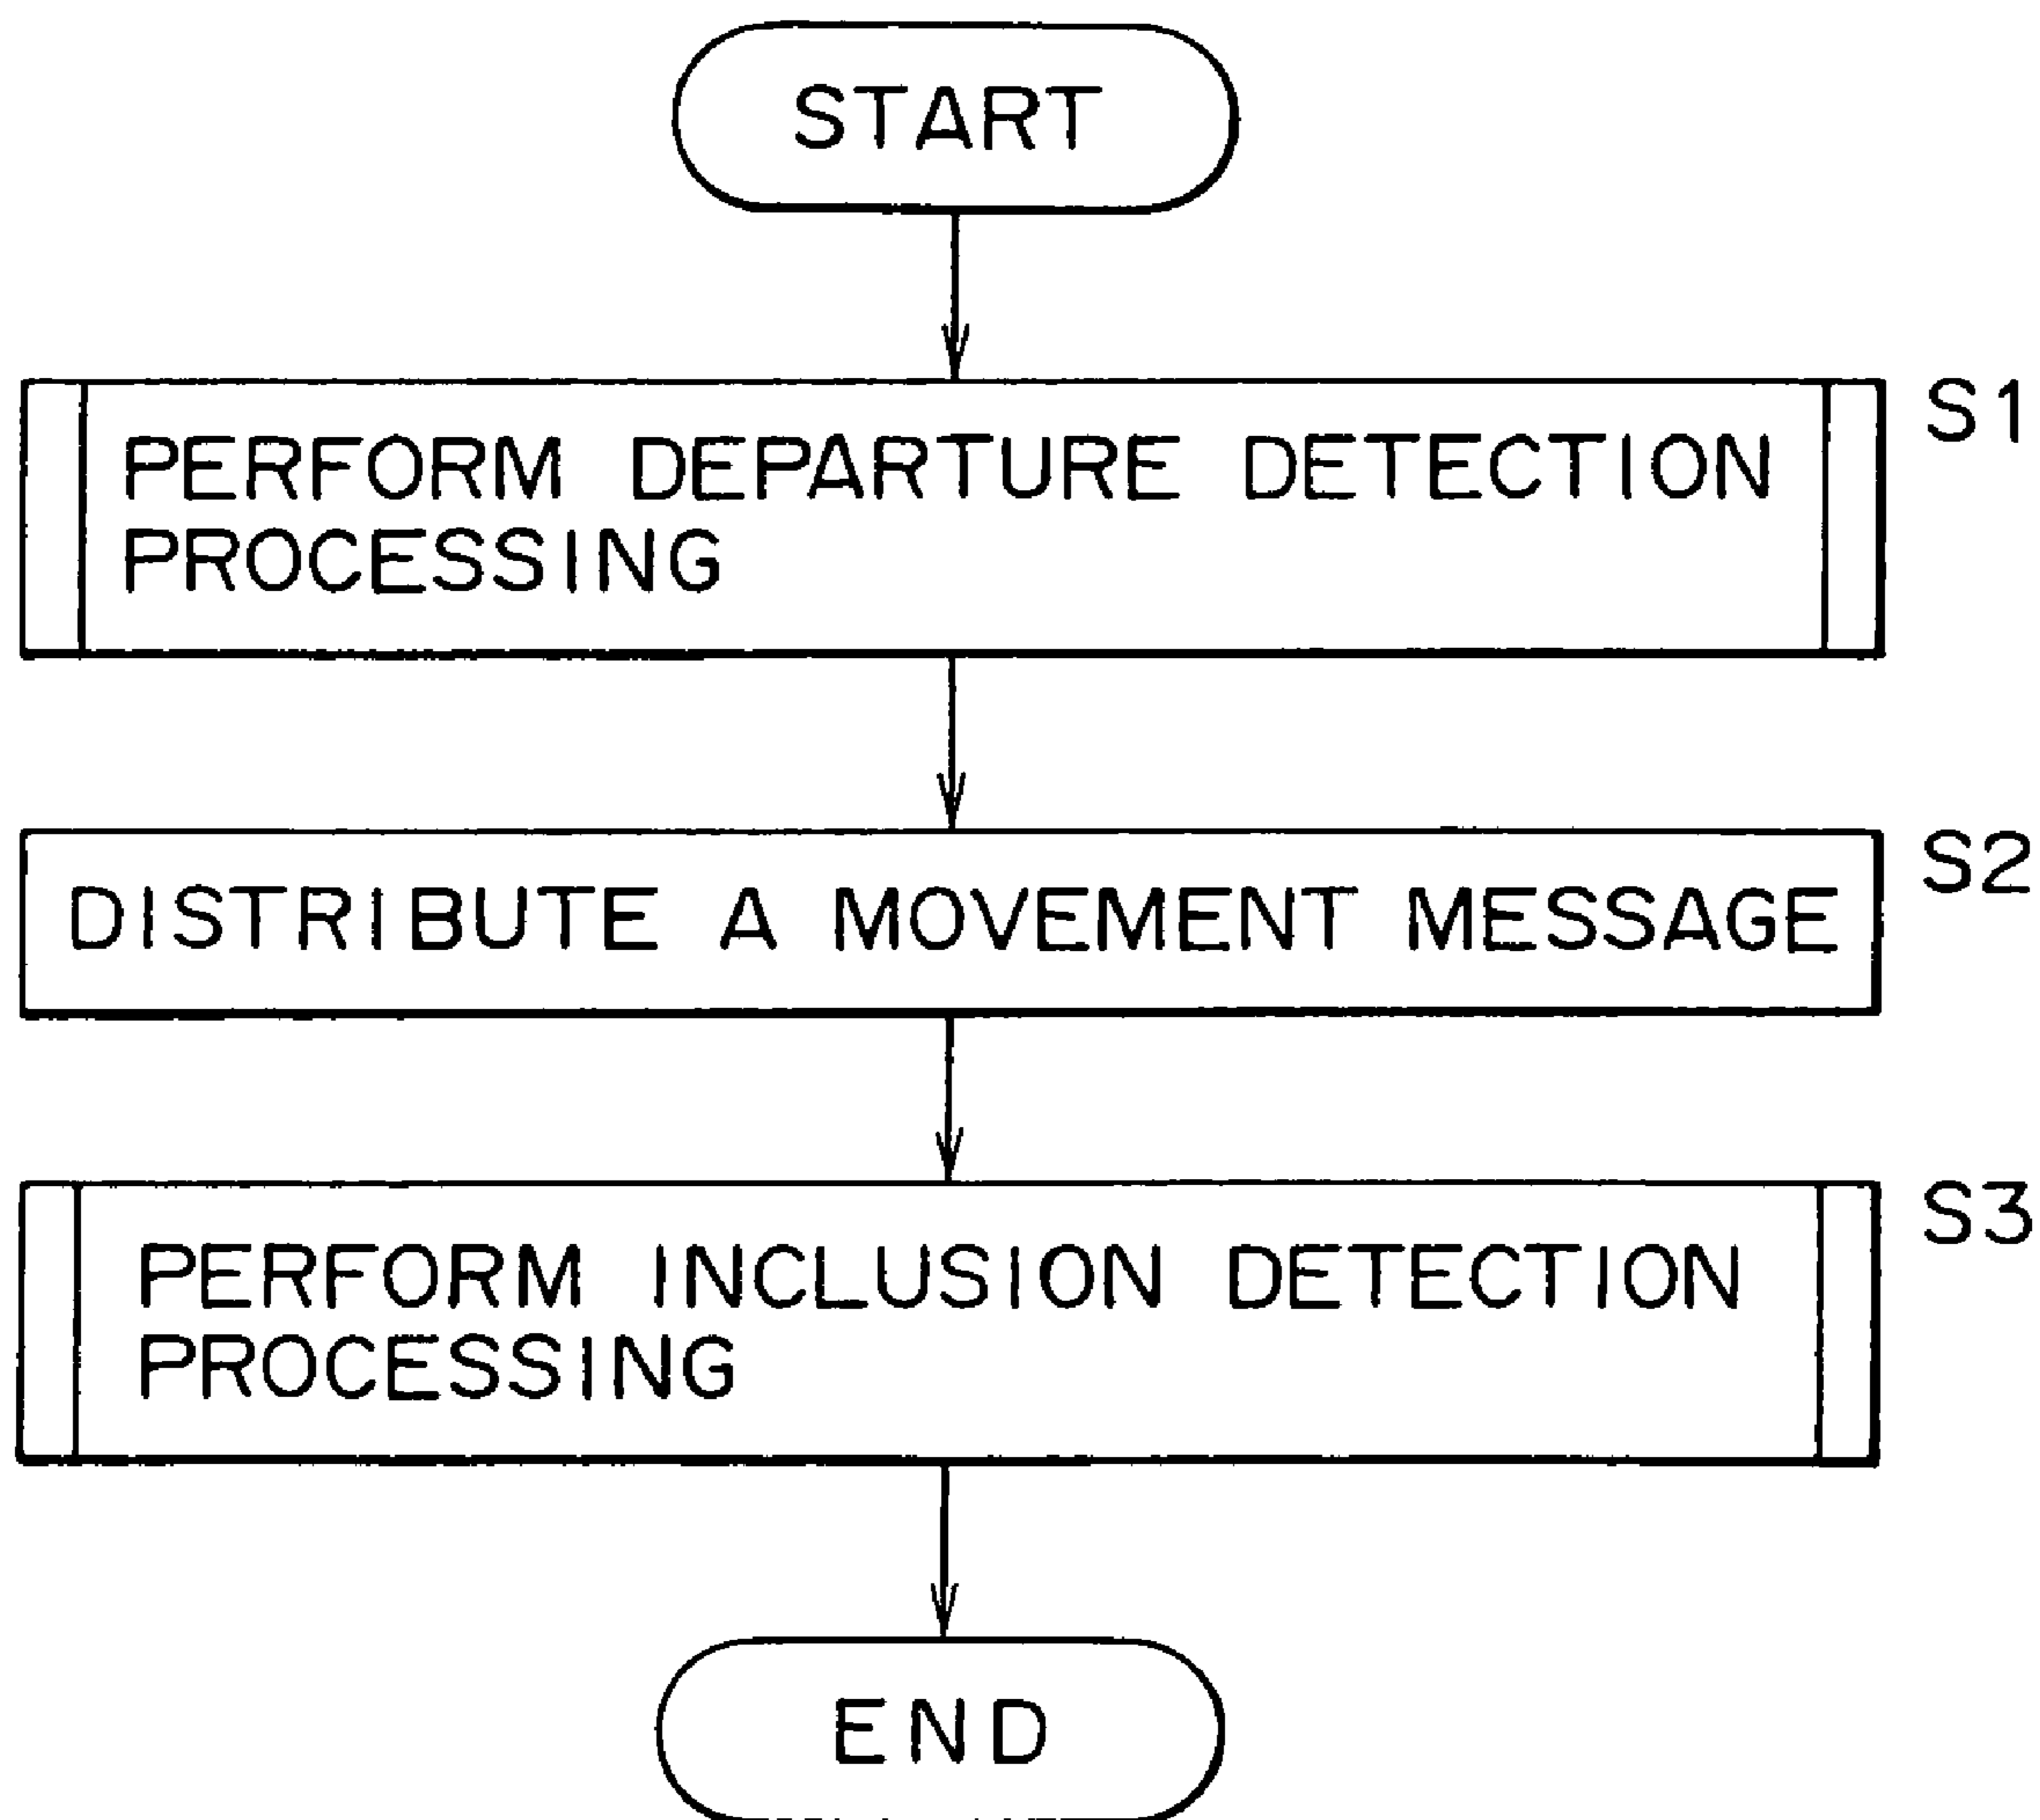 START
S1
PERFORM DEPARTURE DETECTION
PROCESSING
S2
DISTRIBUTE A MOVEMENT MESSAGE
S3
PERFORM INCLUSION DETECTION
PROCESSING
END